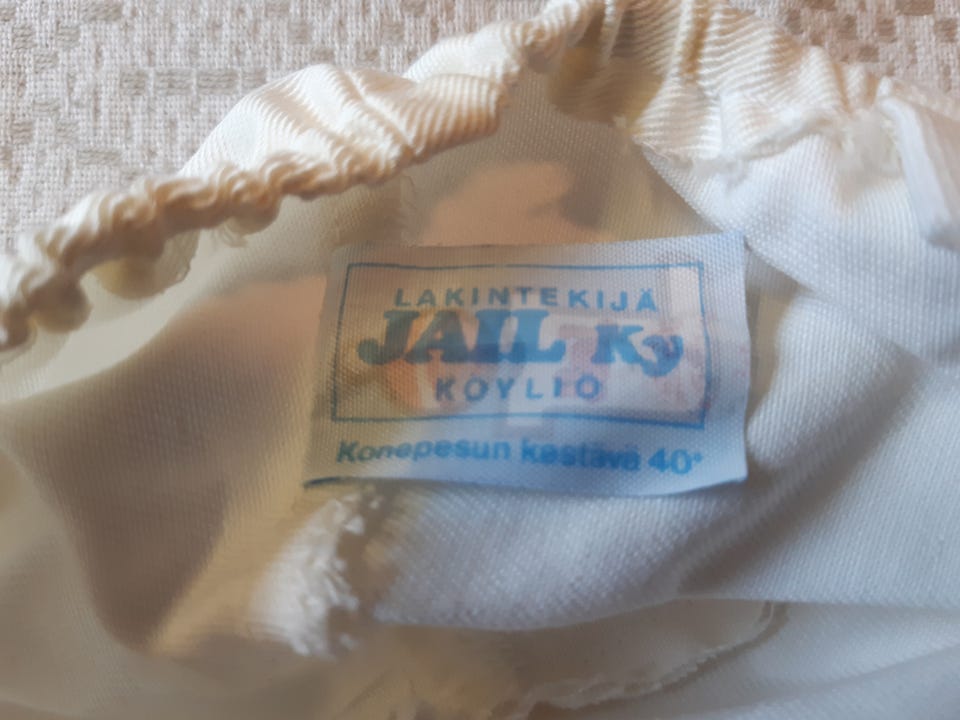 LAKINTEKIJÄ
JAIL Ky
KÖYLIÖ
Konepesun kestävä 40°